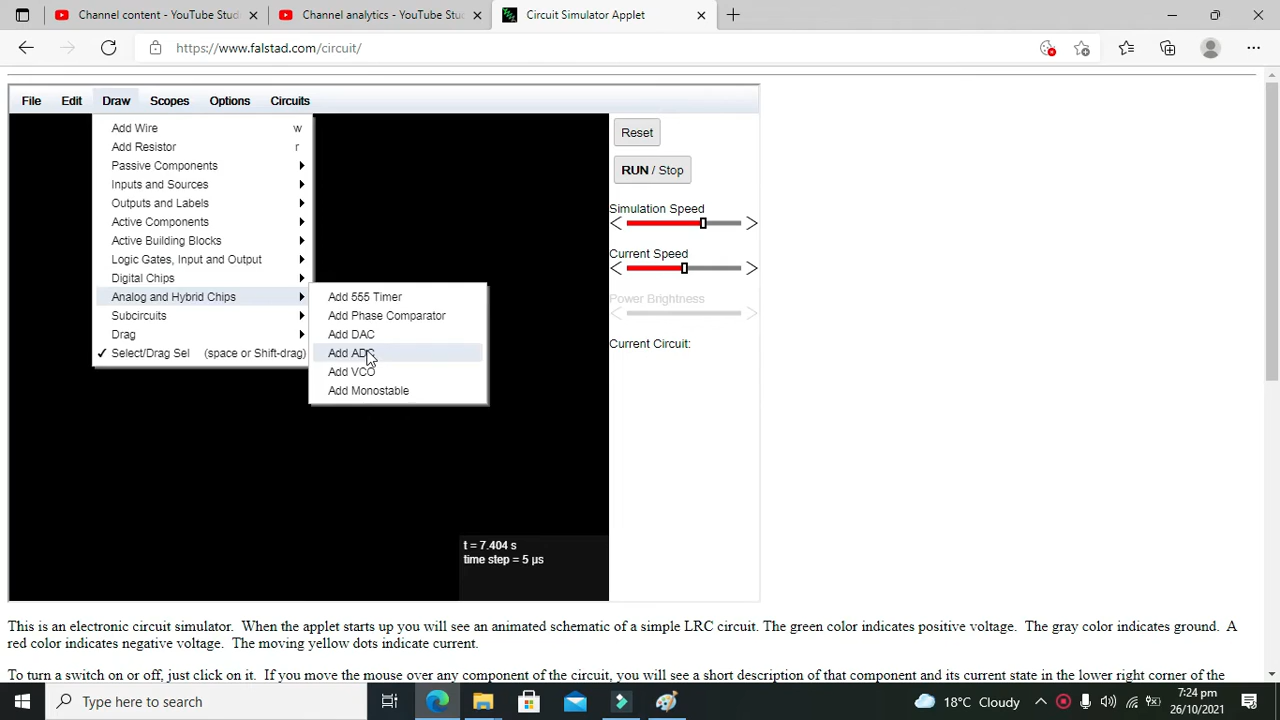 Channel content - YouTube Studi
Channel analytics - YouTube Stu
Circuit Simulator Applet
https://www.falstad.com/circuit/
File Edit Draw Scopes Options Circuits
Add Wire w
Add Resistor r
Passive Components
Inputs and Sources
Outputs and Labels
Active Components
Active Building Blocks
Logic Gates, Input and Output
Digital Chips
Analog and Hybrid Chips
Subcircuits
Drag
Select/Drag Sel (space or Shift-drag)
Add 555 Timer
Add Phase Comparator
Add DAC
Add ADC
Add VCO
Add Monostable
Reset
RUN / Stop
Simulation Speed
Current Speed
Power Brightness
Current Circuit:
t = 7.404 s
time step = 5 µs
This is an electronic circuit simulator. When the applet starts up you will see an animated schematic of a simple LRC circuit. The green color indicates positive voltage. The gray color indicates ground. A
red color indicates negative voltage. The moving yellow dots indicate current.
To turn a switch on or off, just click on it. If you move the mouse over any component of the circuit, you will see a short description of that component and its current state in the lower right corner of the
Type here to search
18°C Cloudy
7:24 pm
26/10/2021